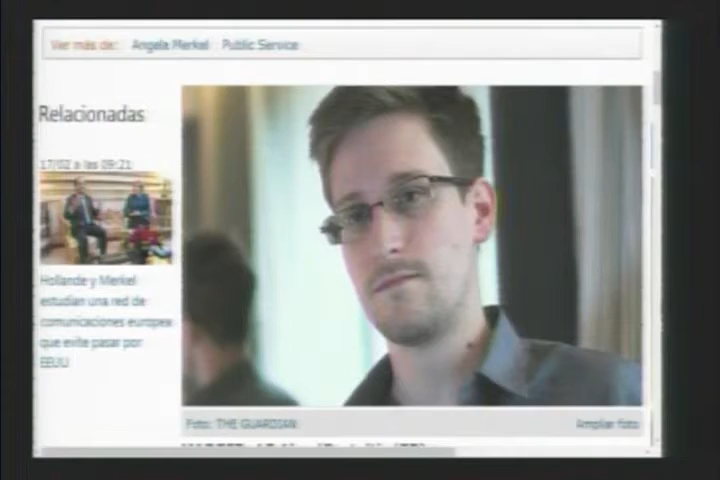 Ver más de: Angela Merkel Public Service
Relacionadas
17/02 a las 09:21
Hollande y Merkel
estudian una red de
comunicaciones europea
que evite pasar por
EEUU
Foto: THE GUARDIAN
Ampliar foto